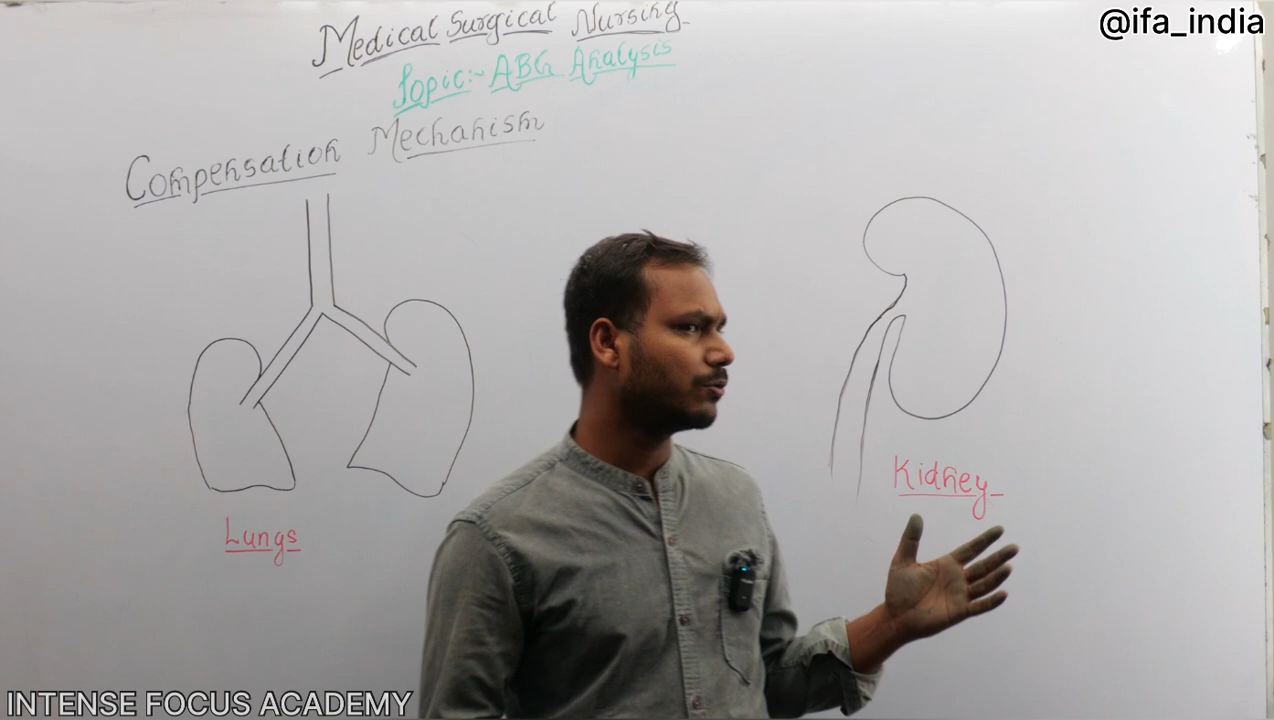 @ifa_india
Medical Surgical Nursing
Topic:- ABG Analysis
Compensation Mechanism
Kidney
Lungs
INTENSE FOCUS ACADEMY